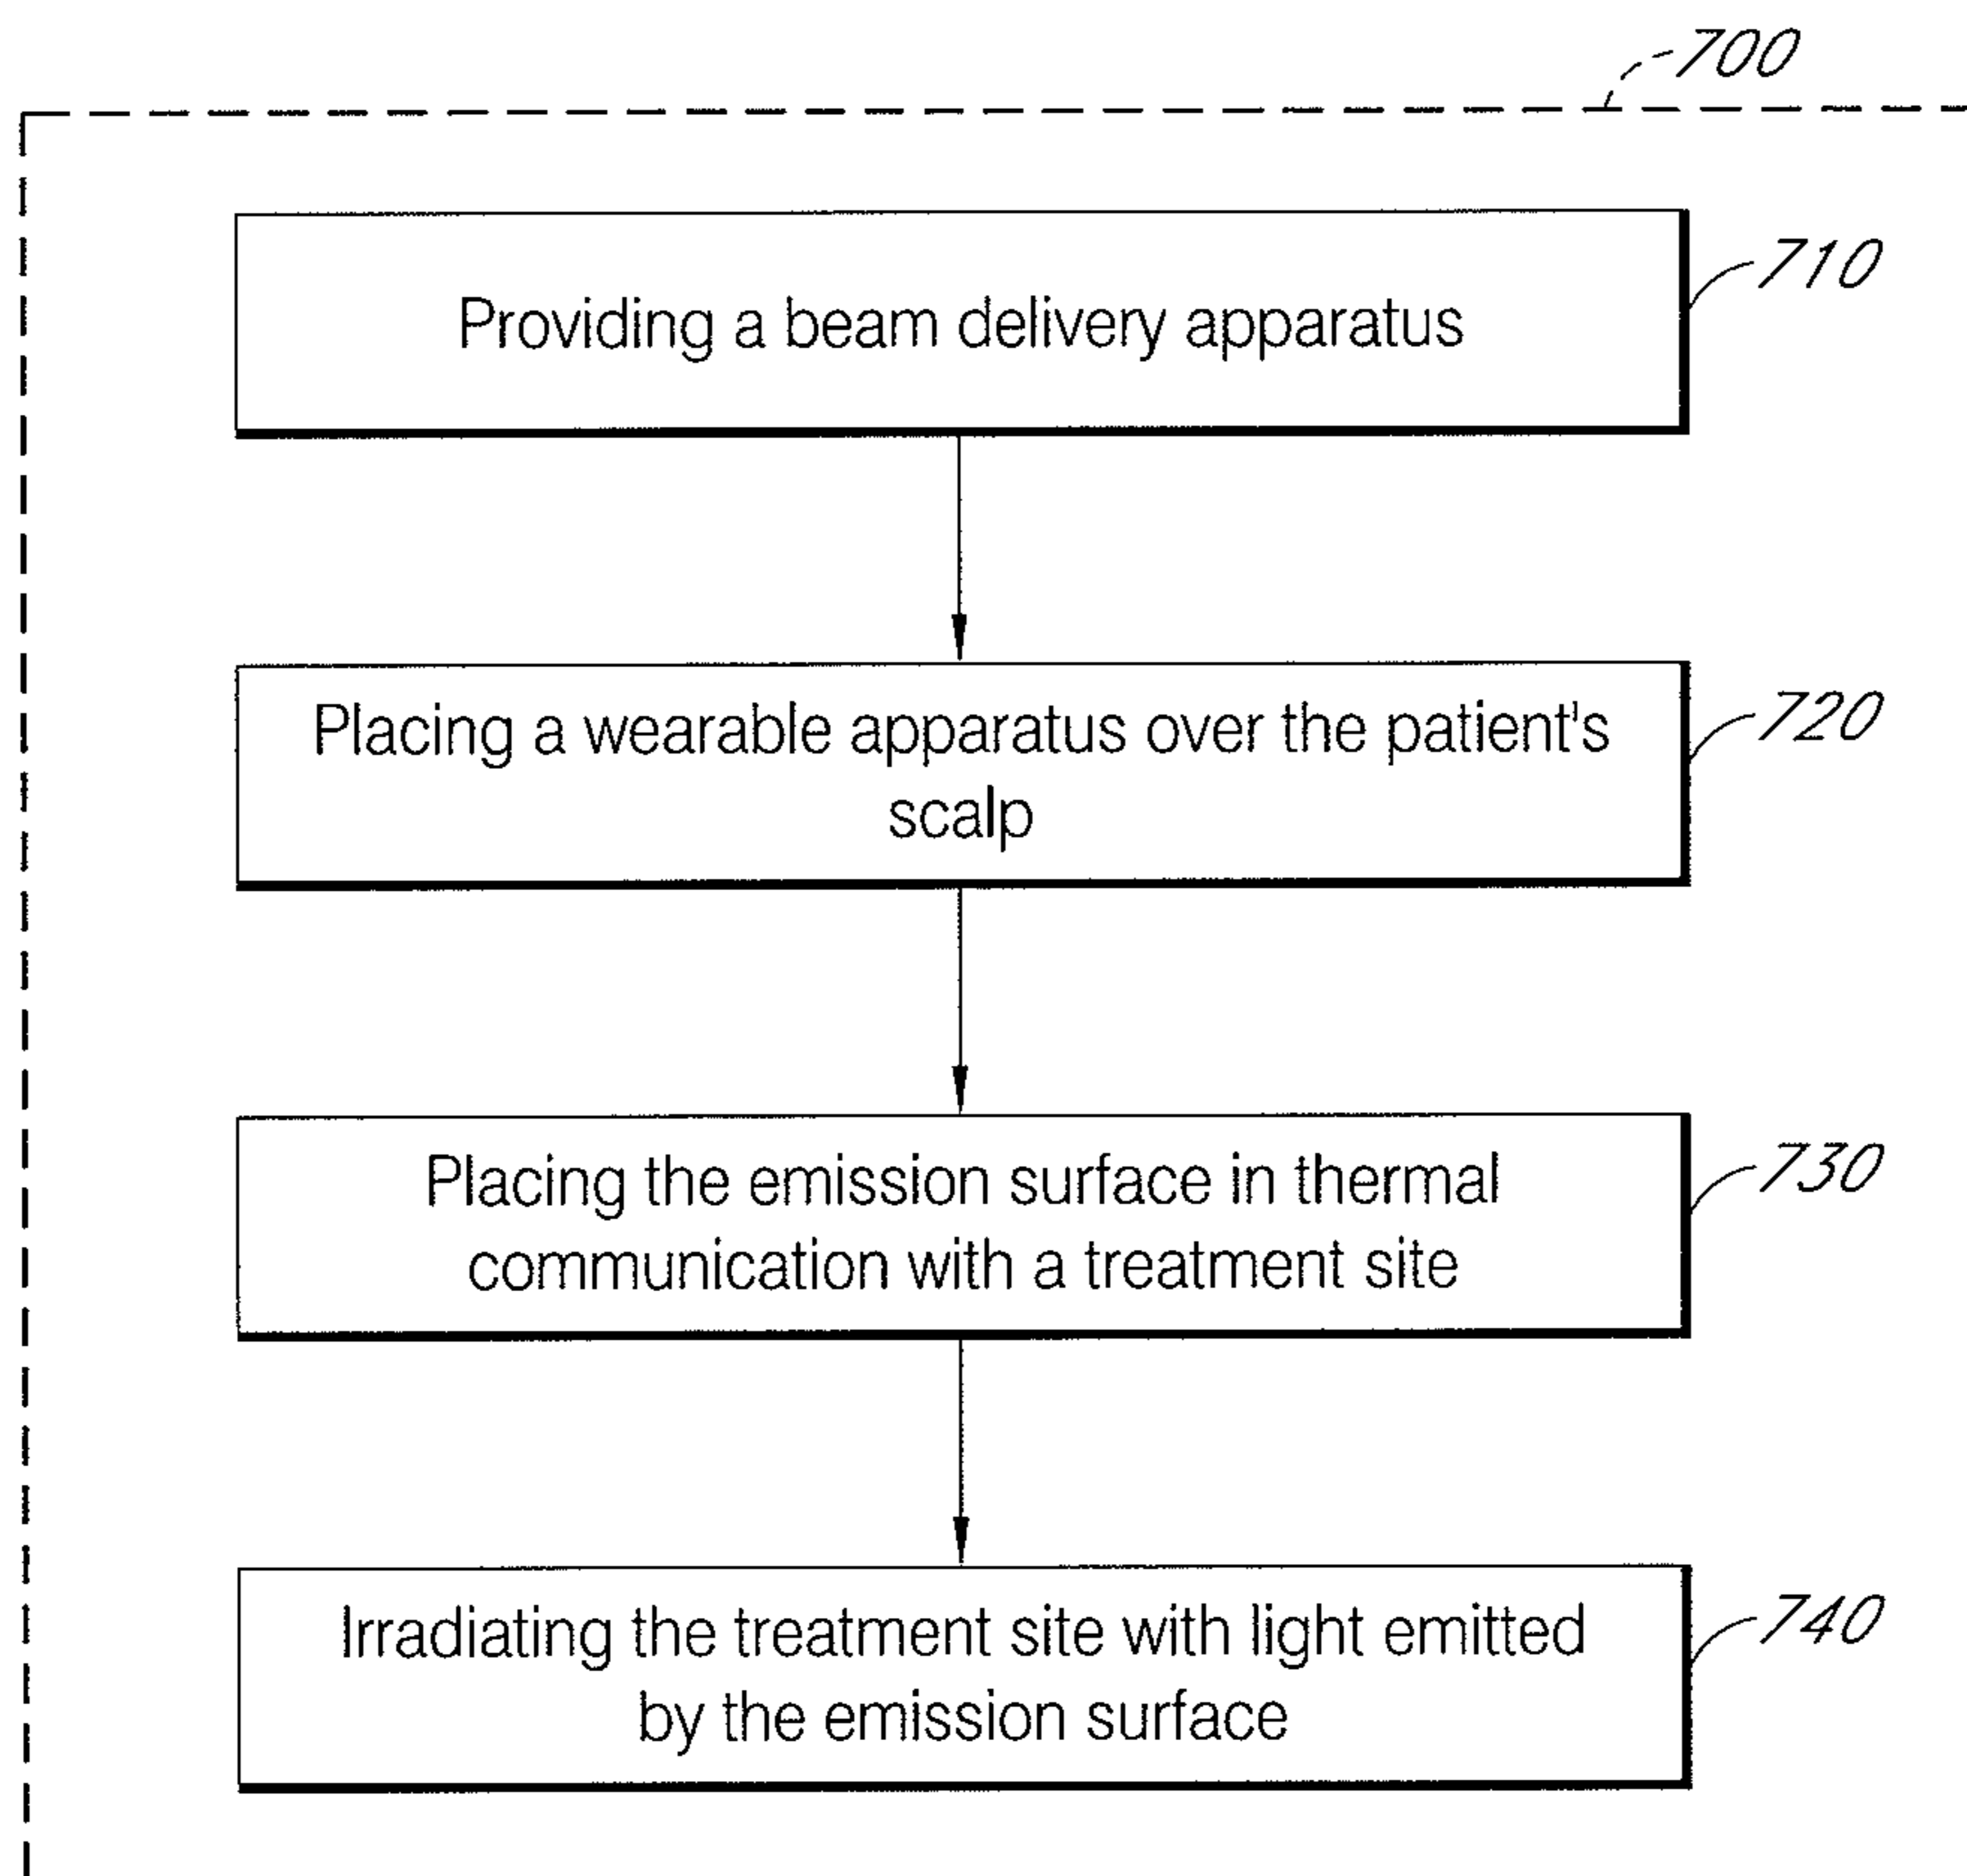 700
Providing a beam delivery apparatus
710
Placing a wearable apparatus over the patient's
scalp
720
Placing the emission surface in thermal
communication with a treatment site
730
Irradiating the treatment site with light emitted
by the emission surface
740